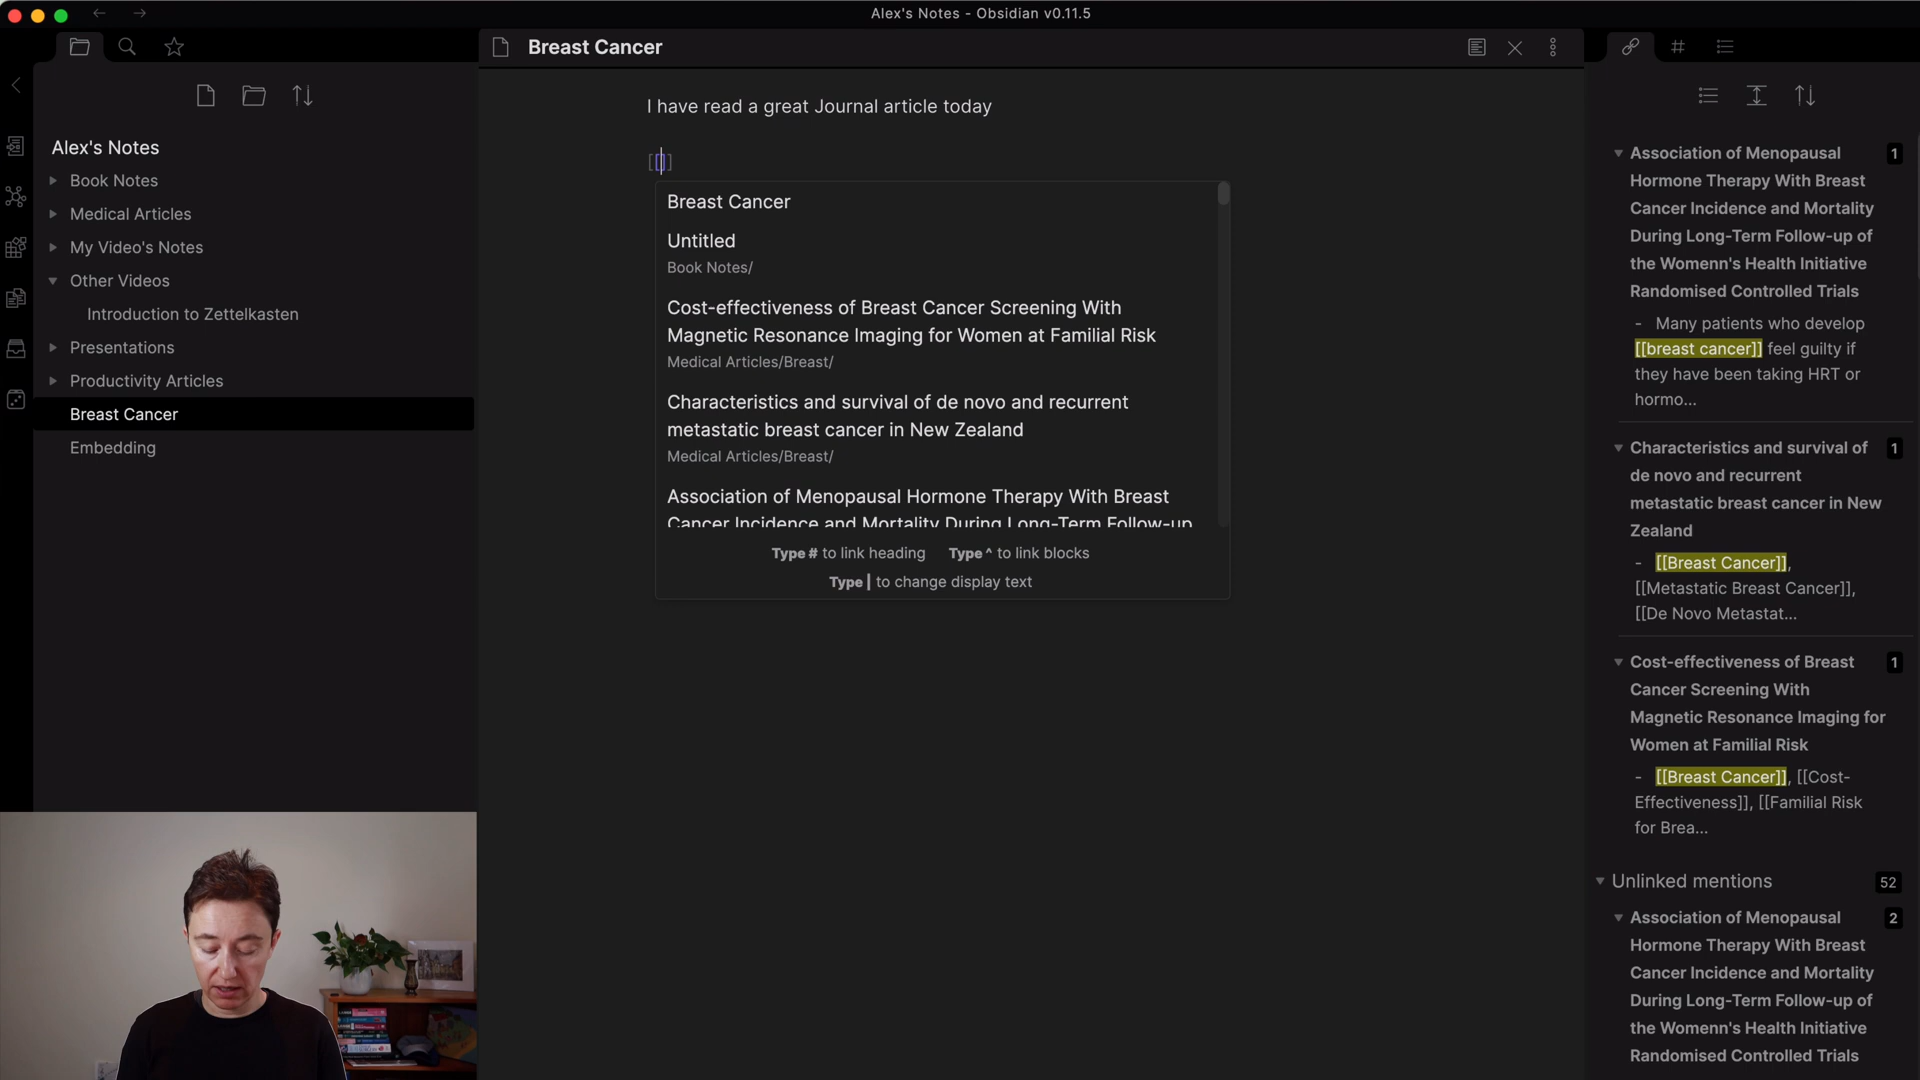 Alex's Notes - Obsidian v0.11.5
Breast Cancer
Alex's Notes
Book Notes
Medical Articles
My Video's Notes
Other Videos
Introduction to Zettelkasten
Presentations
Productivity Articles
Breast Cancer
Embedding
I have read a great Journal article today
[[]]
Breast Cancer
Untitled
Book Notes/
Cost-effectiveness of Breast Cancer Screening With
Magnetic Resonance Imaging for Women at Familial Risk
Medical Articles/Breast/
Characteristics and survival of de novo and recurrent
metastatic breast cancer in New Zealand
Medical Articles/Breast/
Association of Menopausal Hormone Therapy With Breast
Cancer Incidence and Mortality During Long-Term Follow-up
Type # to link heading Type ^ to link blocks
Type | to change display text
Association of Menopausal 1
Hormone Therapy With Breast
Cancer Incidence and Mortality
During Long-Term Follow-up of
the Womenn's Health Initiative
Randomised Controlled Trials
- Many patients who develop
[[breast cancer]] feel guilty if
they have been taking HRT or
hormo...
Characteristics and survival of 1
de novo and recurrent
metastatic breast cancer in New
Zealand
- [[Breast Cancer]],
[[Metastatic Breast Cancer]],
[[De Novo Metastat...
Cost-effectiveness of Breast 1
Cancer Screening With
Magnetic Resonance Imaging for
Women at Familial Risk
- [[Breast Cancer]], [[Cost-
Effectiveness]], [[Familial Risk
for Brea...
Unlinked mentions 52
Association of Menopausal 2
Hormone Therapy With Breast
Cancer Incidence and Mortality
During Long-Term Follow-up of
the Womenn's Health Initiative
Randomised Controlled Trials